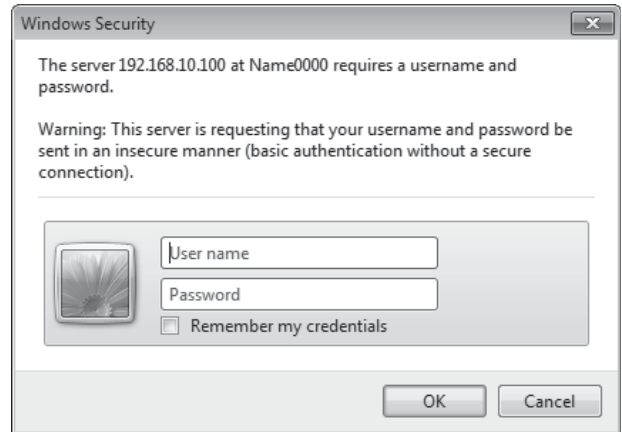 Windows Security
The server 192.168.10.100 at Name0000 requires a username and
password.
Warning: This server is requesting that your username and password be
sent in an insecure manner (basic authentication without a secure
connection).
User name
Password
Remember my credentials
OK
Cancel